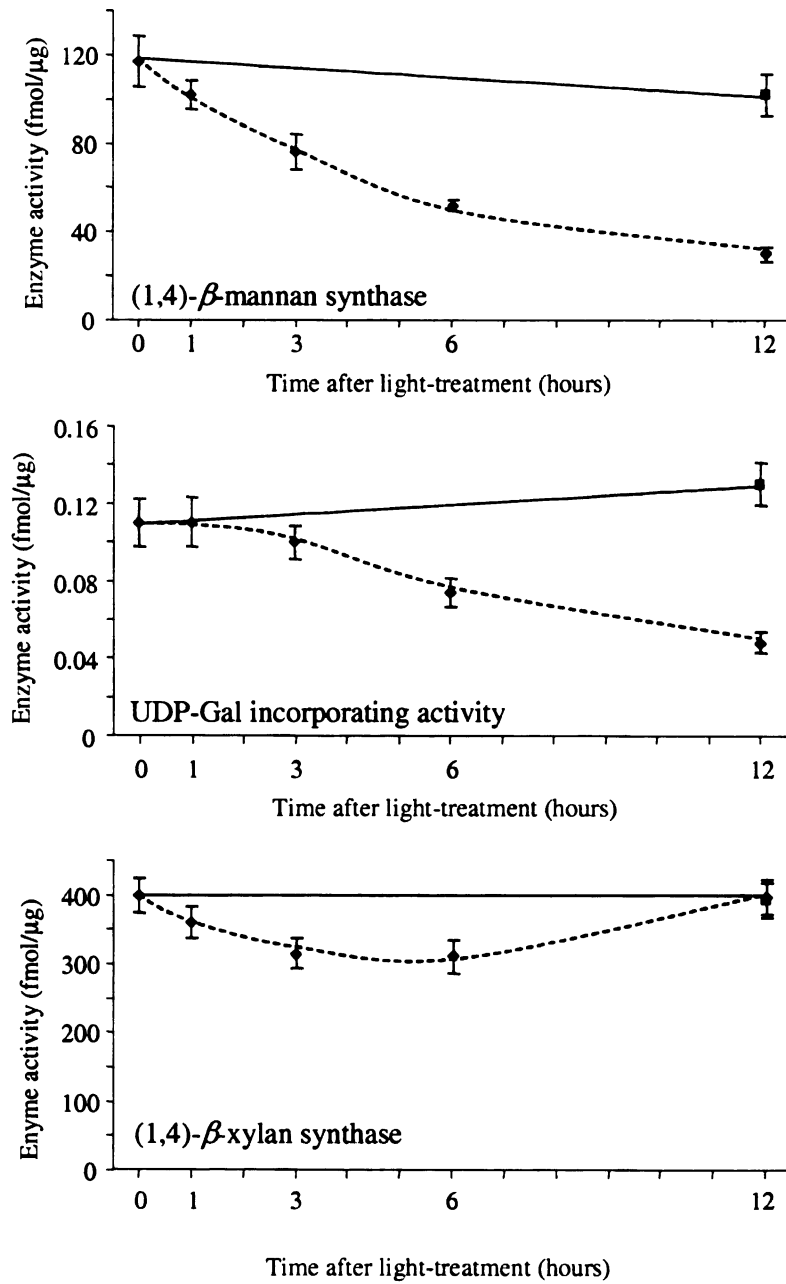 Enzyme activity (fmol/µg)
120
80
40
0
(1,4)-β-mannan synthase
0 1 3 6 12
Time after light-treatment (hours)
Enzyme activity (fmol/µg)
0.16
0.12
0.08
0.04
0
UDP-Gal incorporating activity
0 1 3 6 12
Time after light-treatment (hours)
Enyme activity (fmol/µg)
400
300
200
100
0
(1,4)-β-xylan synthase
0 1 3 6 12
Time after light-treatment (hours)